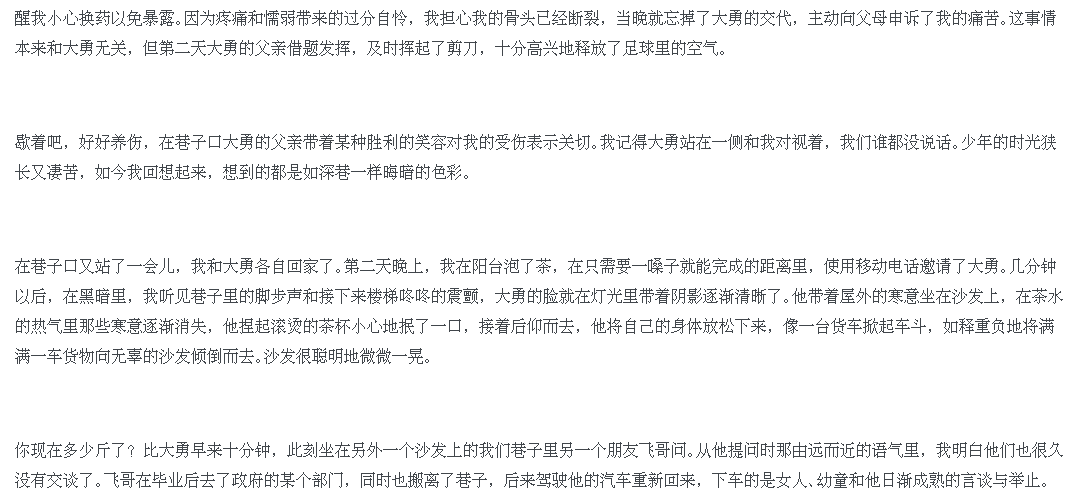 醒我小心换药以免暴露。因为疼痛和懦弱带来的过分自怜，我担心我的骨头已经断裂，当晚就忘掉了大勇的交代，主动向父母申诉了我的痛苦。这事情
本来和大勇无关，但第二天大勇的父亲借题发挥，及时挥起了剪刀，十分高兴地释放了足球里的空气。
歇着吧，好好养伤，在巷子口大勇的父亲带着某种胜利的笑容对我的受伤表示关切。我记得大勇站在一侧和我对视着，我们谁都没说话。少年的时光狭
长又凄苦，如今我回想起来，想到的都是如深巷一样晦暗的色彩。
在巷子口又站了一会儿，我和大勇各自回家了。第二天晚上，我在阳台泡了茶，在只需要一嗓子就能完成的距离里，使用移动电话邀请了大勇。几分钟
以后，在黑暗里，我听见巷子里的脚步声和接下来楼梯咚咚的震颤，大勇的脸就在灯光里带着阴影逐渐清晰了。他带着屋外的寒意坐在沙发上，在茶水
的热气里那些寒意逐渐消失，他捏起滚烫的茶杯小心地抿了一口，接着后仰而去，他将自己的身体放松下来，像一台货车掀起车斗，如释重负地将满
满一车货物向无辜的沙发倾倒而去。沙发很聪明地微微一晃。
你现在多少斤了？比大勇早来十分钟，此刻坐在另外一个沙发上的我们巷子里另一个朋友飞哥问。从他提问时那由远而近的语气里，我明白他们也很久
没有交谈了。飞哥在毕业后去了政府的某个部门，同时也搬离了巷子，后来驾驶他的汽车重新回来，下车的是女人、幼童和他日渐成熟的言谈与举止。